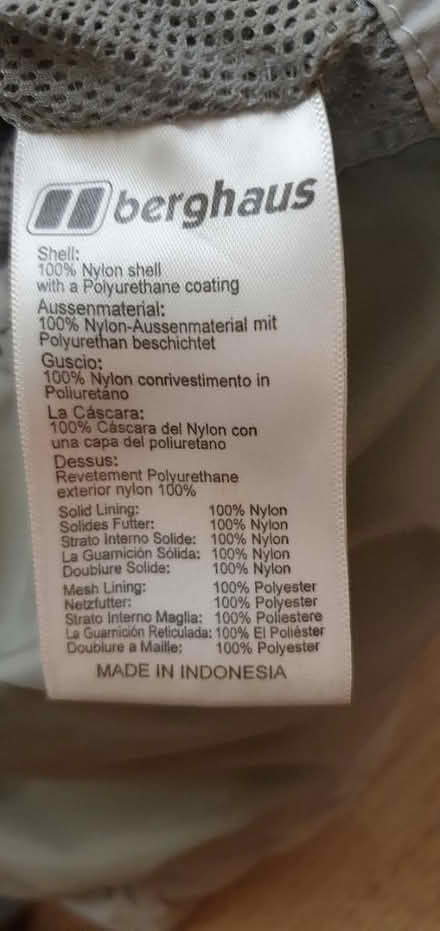 berghaus
Shell:
100% Nylon shell
with a Polyurethane coating
Aussenmaterial:
100% Nylon-Aussenmaterial mit
Polyurethan beschichtet
Guscio:
100% Nylon conrivestimento in
Poliuretano
La Cáscara:
100% Cáscara del Nylon con
una capa del poliuretano
Dessus:
Revetement Polyurethane
exterior nylon 100%
Solid Lining: 100% Nylon
Solides Futter: 100% Nylon
Strato Interno Solide: 100% Nylon
La Guarnición Sólida: 100% Nylon
Doublure Solide: 100% Nylon
Mesh Lining: 100% Polyester
Netzfutter: 100% Polyester
Strato Interno Maglia: 100% Poliestere
La Guarnición Reticulada: 100% El Poliéster
Doublure a Maille: 100% Polyester
MADE IN INDONESIA